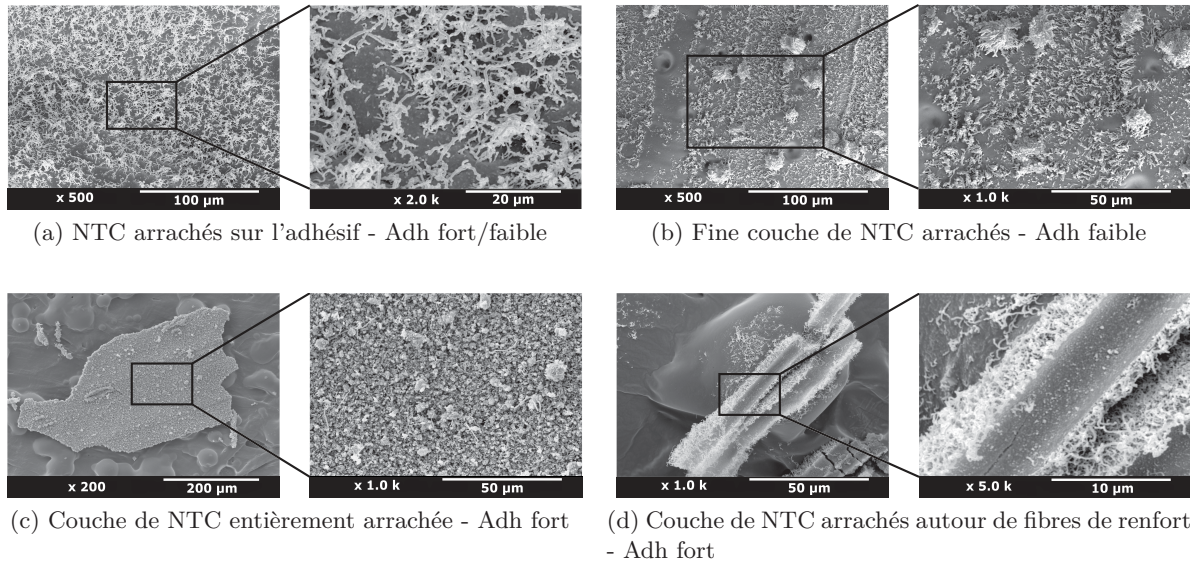 x 500
100 µm
x 2.0 k
20 µm
x 500
100 µm
x 1.0 k
50 µm
(a) NTC arrachés sur l'adhésif - Adh fort/faible
(b) Fine couche de NTC arrachés - Adh faible
x 200
200 µm
x 1.0 k
50 µm
x 1.0 k
50 µm
x 5.0 k
10 µm
(c) Couche de NTC entièrement arrachée - Adh fort
(d) Couche de NTC arrachés autour de fibres de renfort
- Adh fort